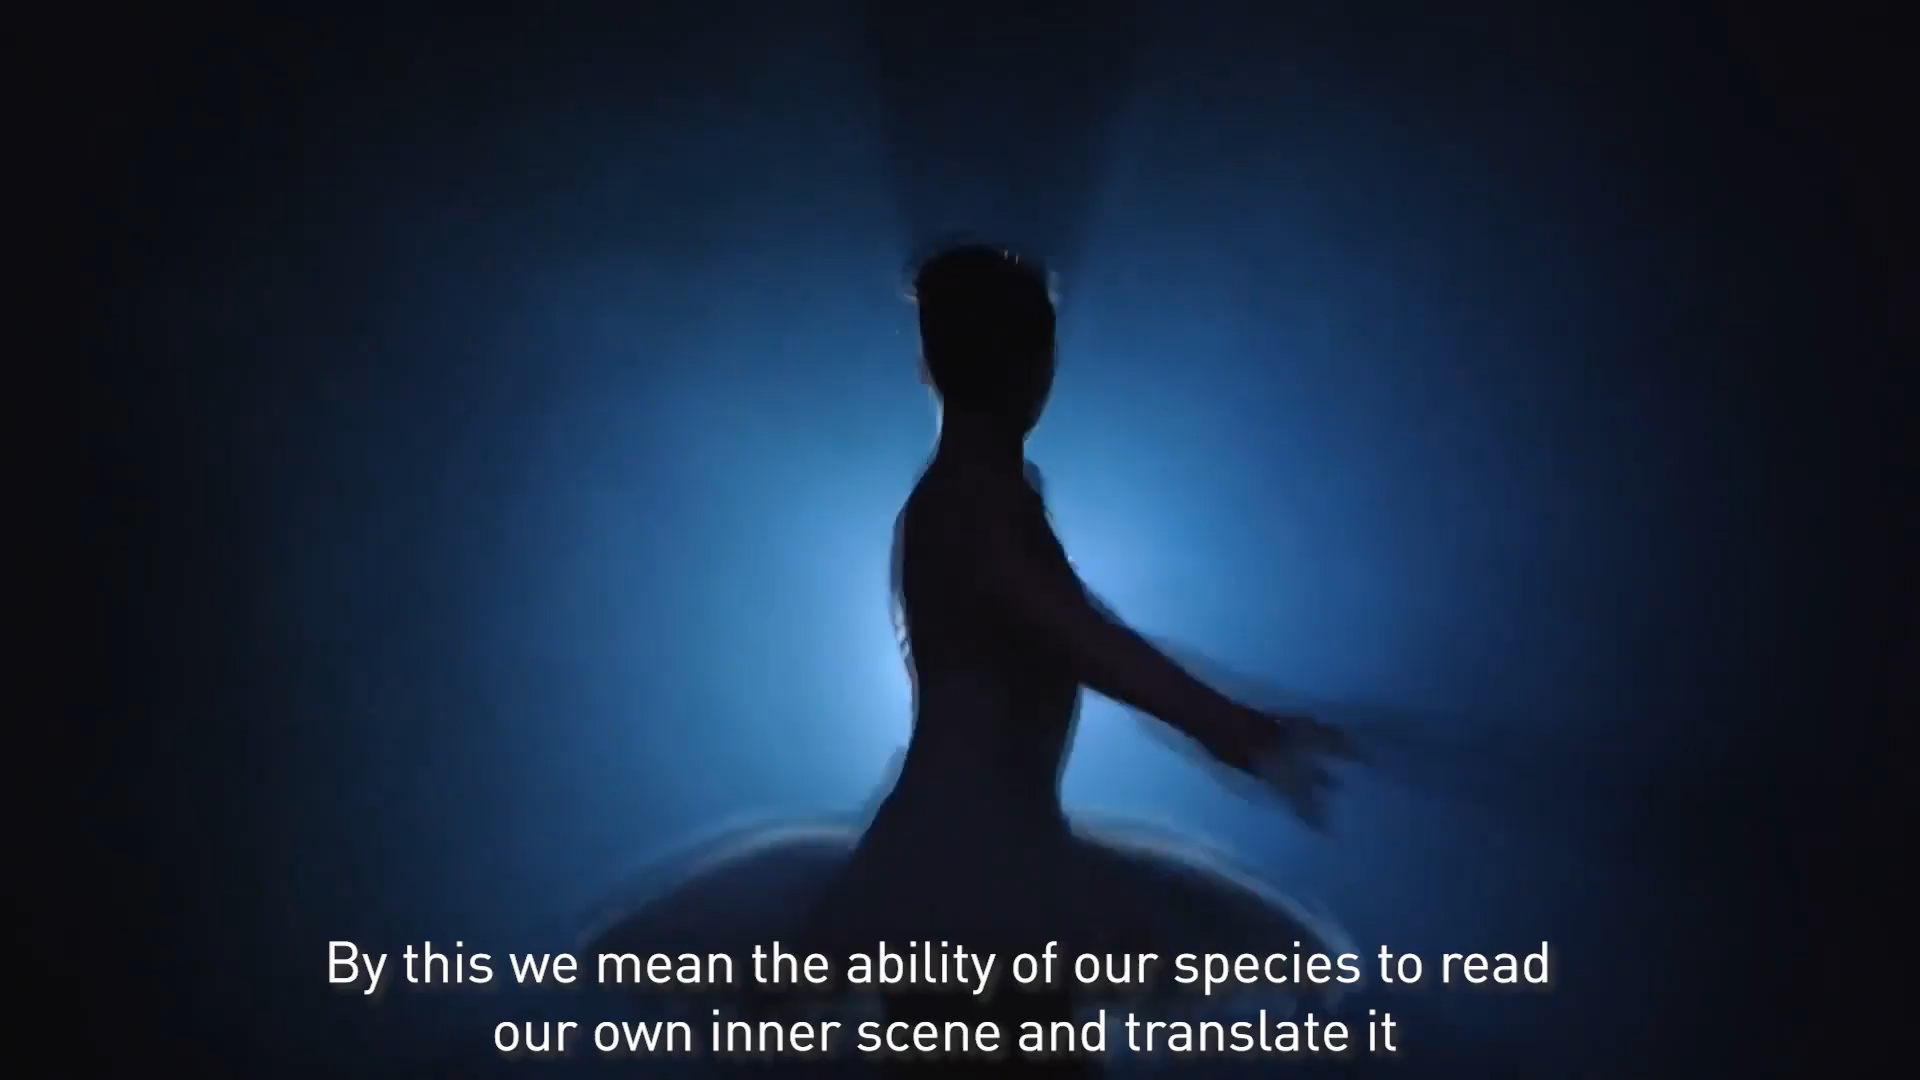 By this we mean the ability of our species to read
our own inner scene and translate it